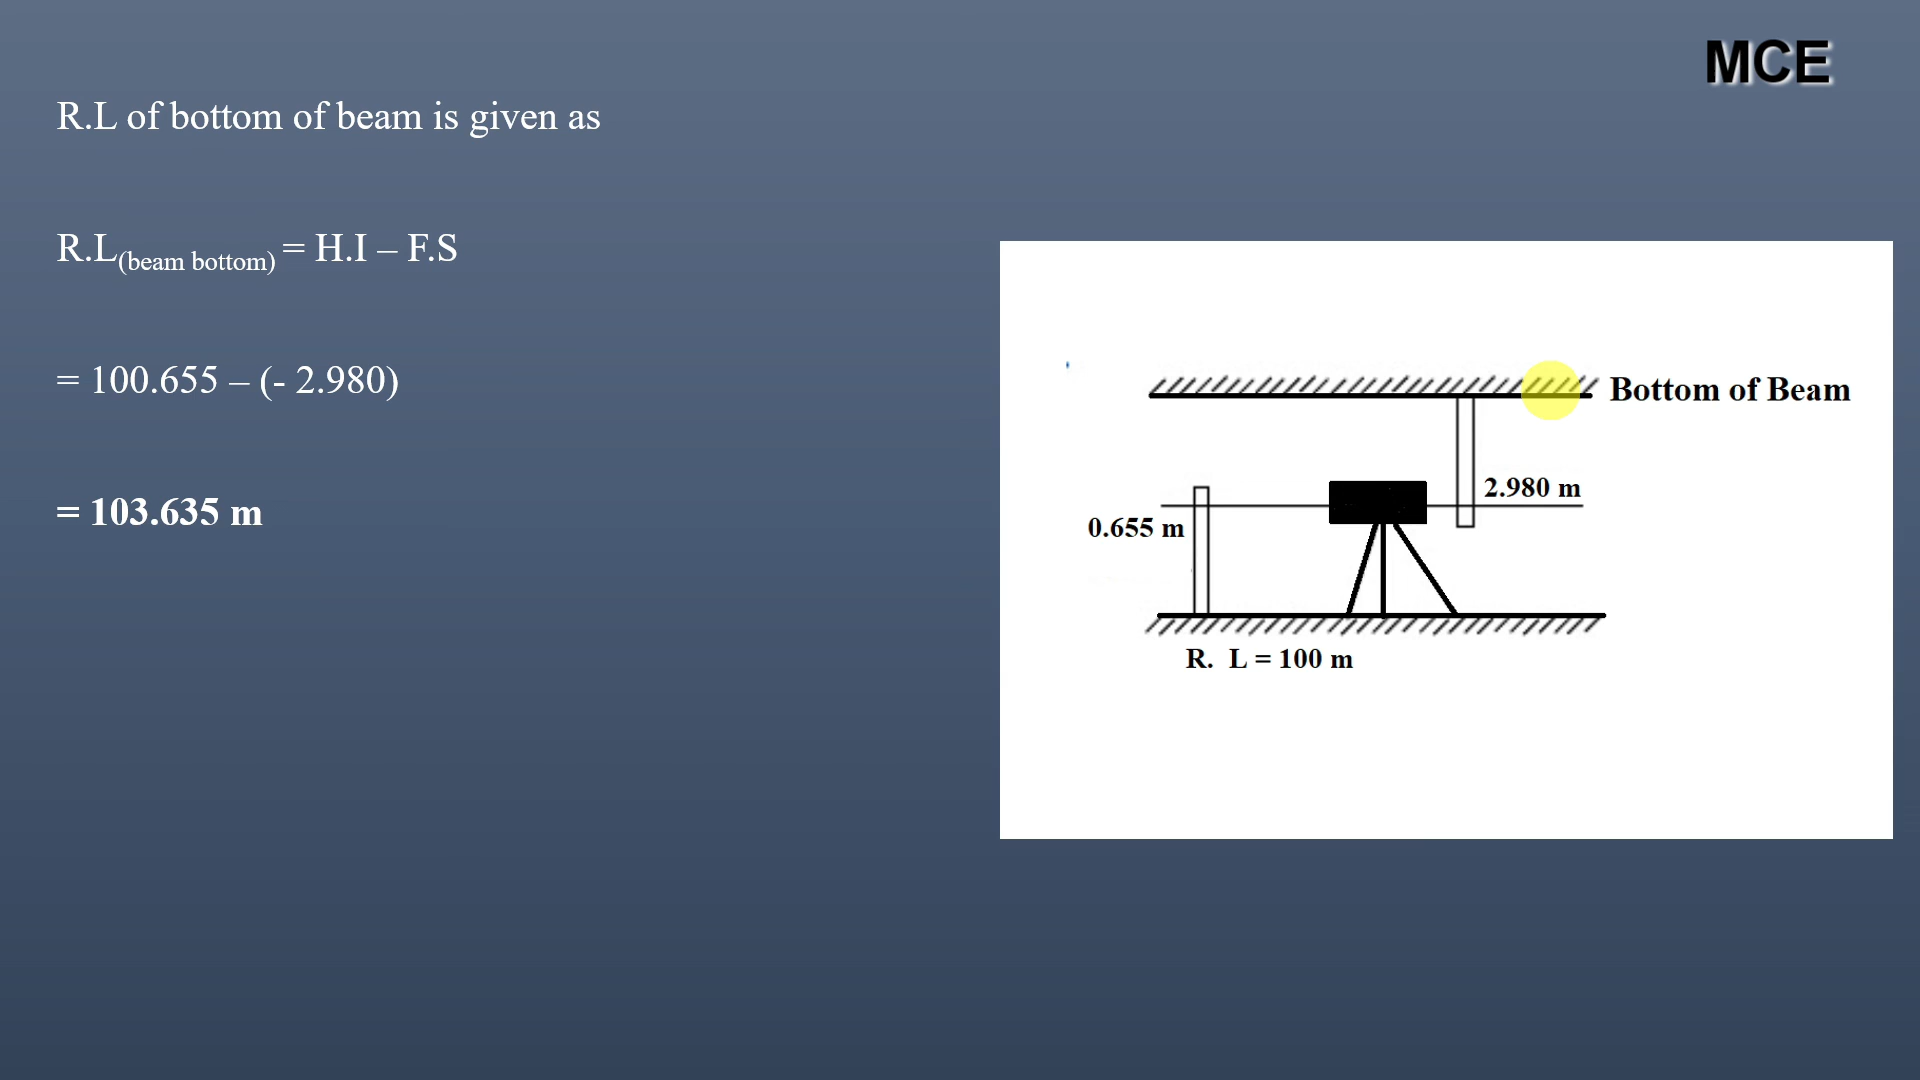 MCE
R.L of bottom of beam is given as
R.L(beam bottom) = H.I – F.S
= 100.655 – (- 2.980)
= 103.635 m
Bottom of Beam
2.980 m
0.655 m
R. L = 100 m